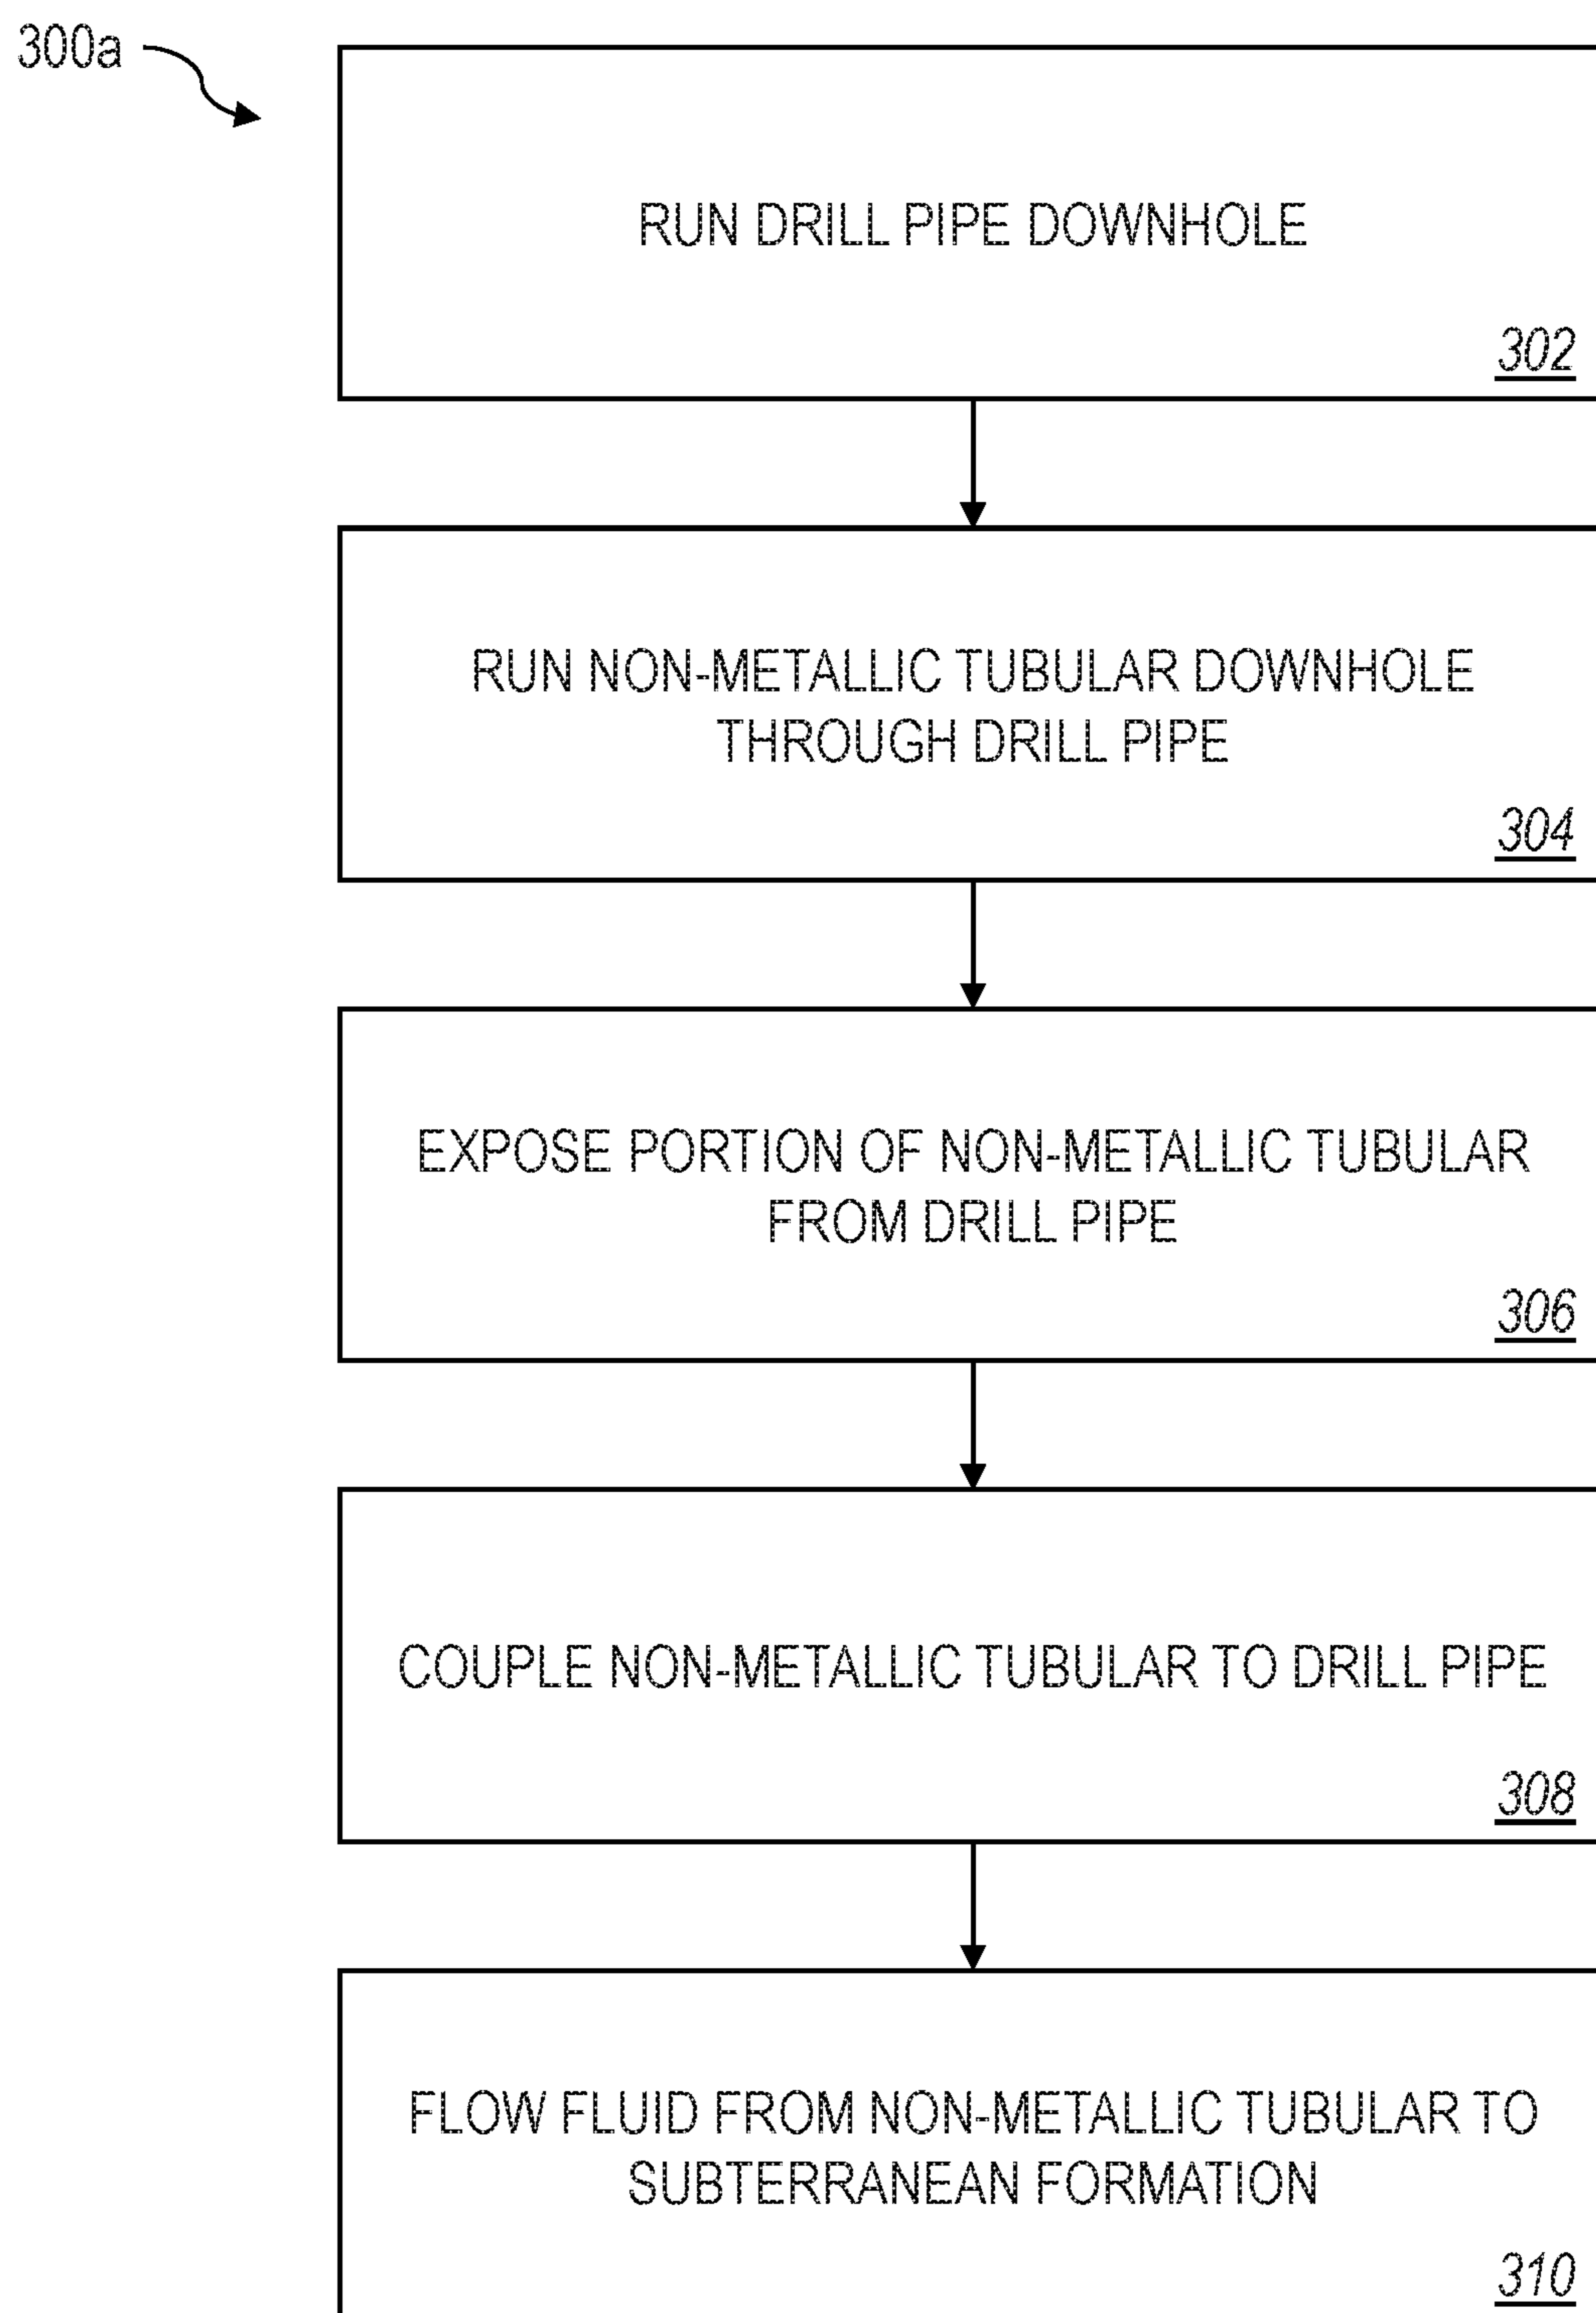 300a
RUN DRILL PIPE DOWNHOLE
302
RUN NON-METALLIC TUBULAR DOWNHOLE
THROUGH DRILL PIPE
304
EXPOSE PORTION OF NON-METALLIC TUBULAR
FROM DRILL PIPE
306
COUPLE NON-METALLIC TUBULAR TO DRILL PIPE
308
FLOW FLUID FROM NON-METALLIC TUBULAR TO
SUBTERRANEAN FORMATION
310